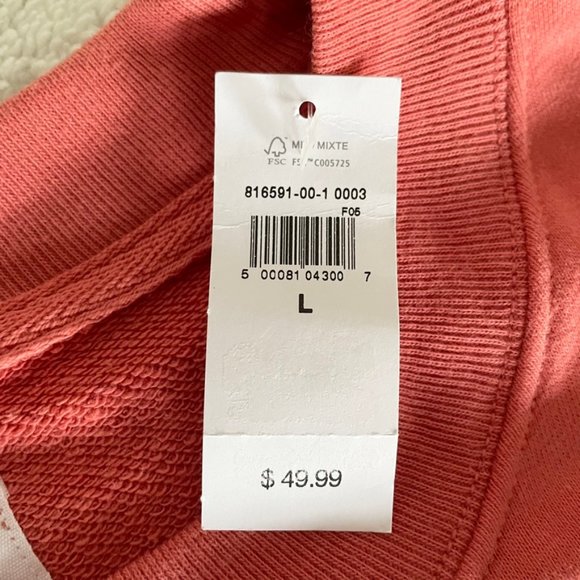 MIXTE
FSC
C005725
816591-00-1 0003
F05
5 00081 04300 7
L
$ 49.99